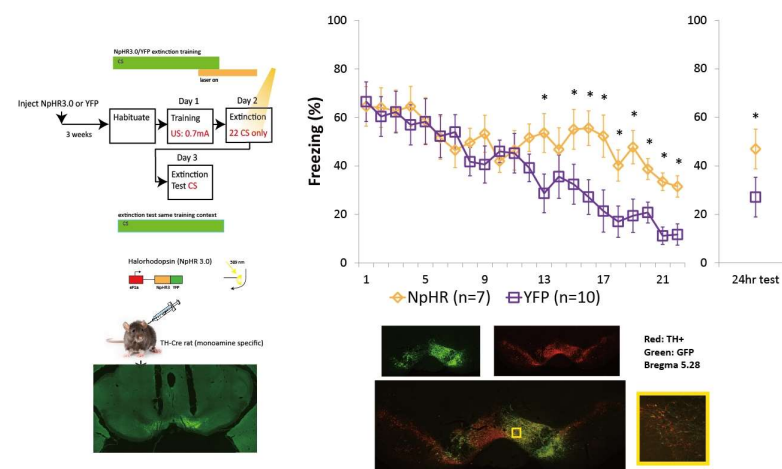 NpHR3.0/YFP extinction training
CS
laser on
Inject NpHR3.0 or YFP
3 weeks
Habituate
Day 1
Training
US: 0.7mA
Day 2
Extinction
22 CS only
Day 3
Extinction
Test CS
extinction test same training context
Halorhodopsin (NpHR 3.0)
589 nm
eF1a
NpHR3
YFP
TH-Cre rat (monoamine specific)
Freezing (%)
100
80
60
40
20
0
* * * * * * * * *
1 5 9 13 17 21
NpHR (n=7) YFP (n=10)
100
80
60
40
20
0
*
24hr test
Red: TH+
Green: GFP
Bregma 5.28